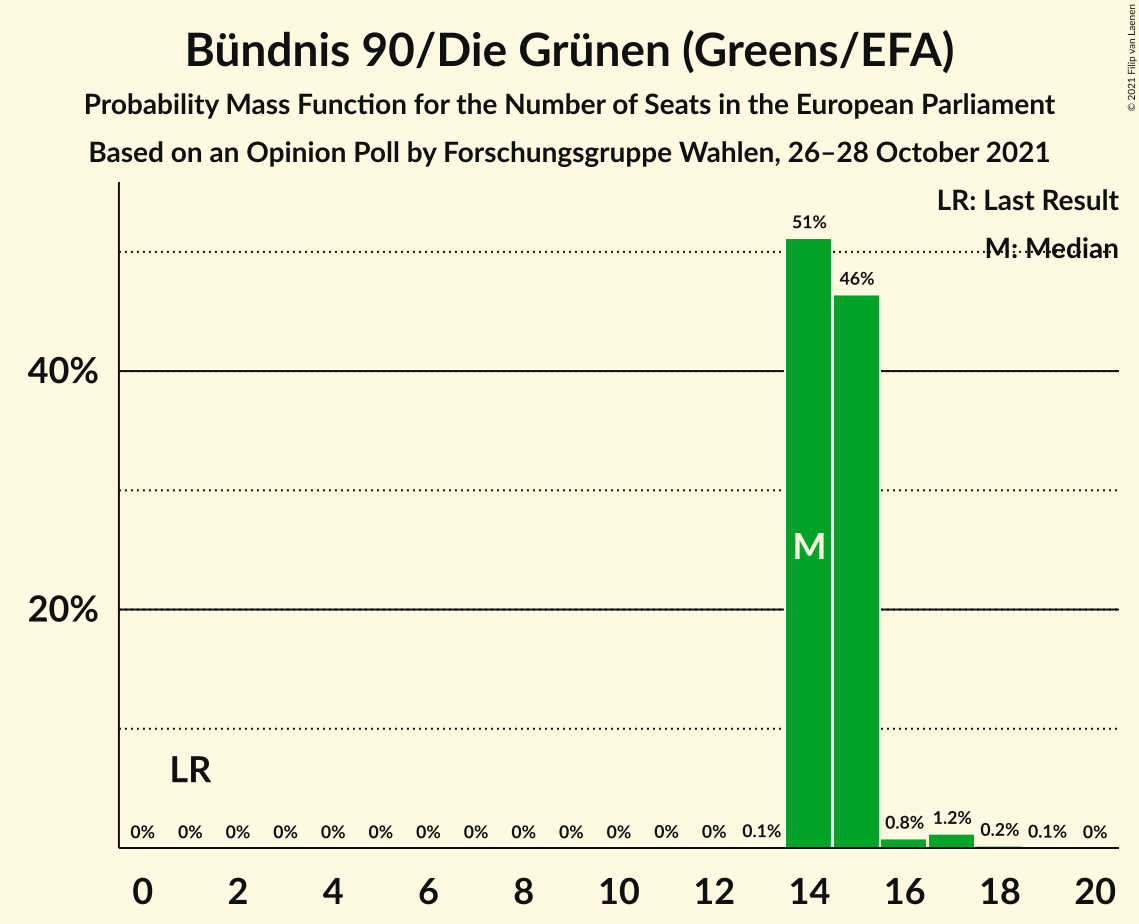 Bündnis 90/Die Grünen (Greens/EFA)
Probability Mass Function for the Number of Seats in the European Parliament
Based on an Opinion Poll by Forschungsgruppe Wahlen, 26–28 October 2021
© 2021 Filip van Laenen
LR: Last Result
M: Median
51%
46%
40%
M
20%
LR
0% 0% 0% 0% 0% 0% 0% 0% 0% 0% 0% 0% 0% 0.1% 0.8% 1.2% 0.2% 0.1% 0%
0 2 4 6 8 10 12 14 16 18 20